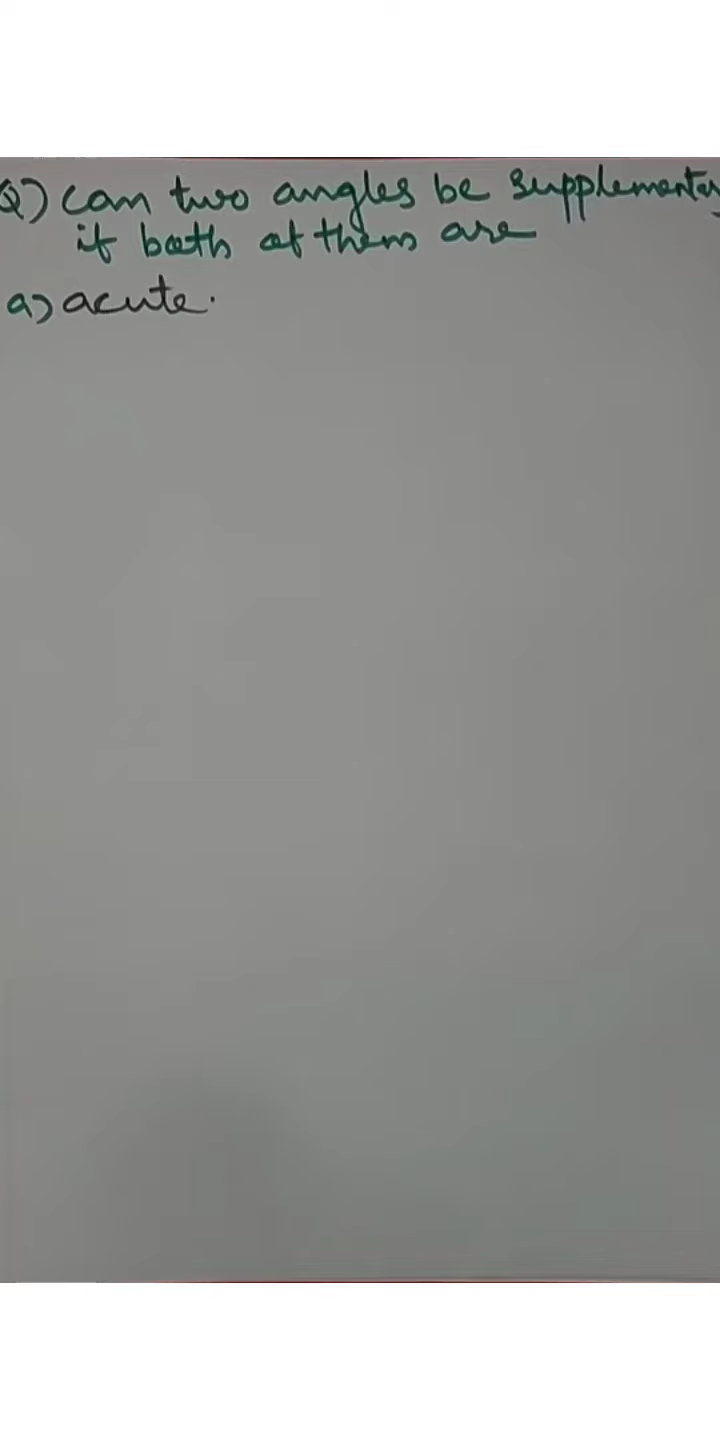 Q) can two angles be supplementary
if both of them are
a) acute.